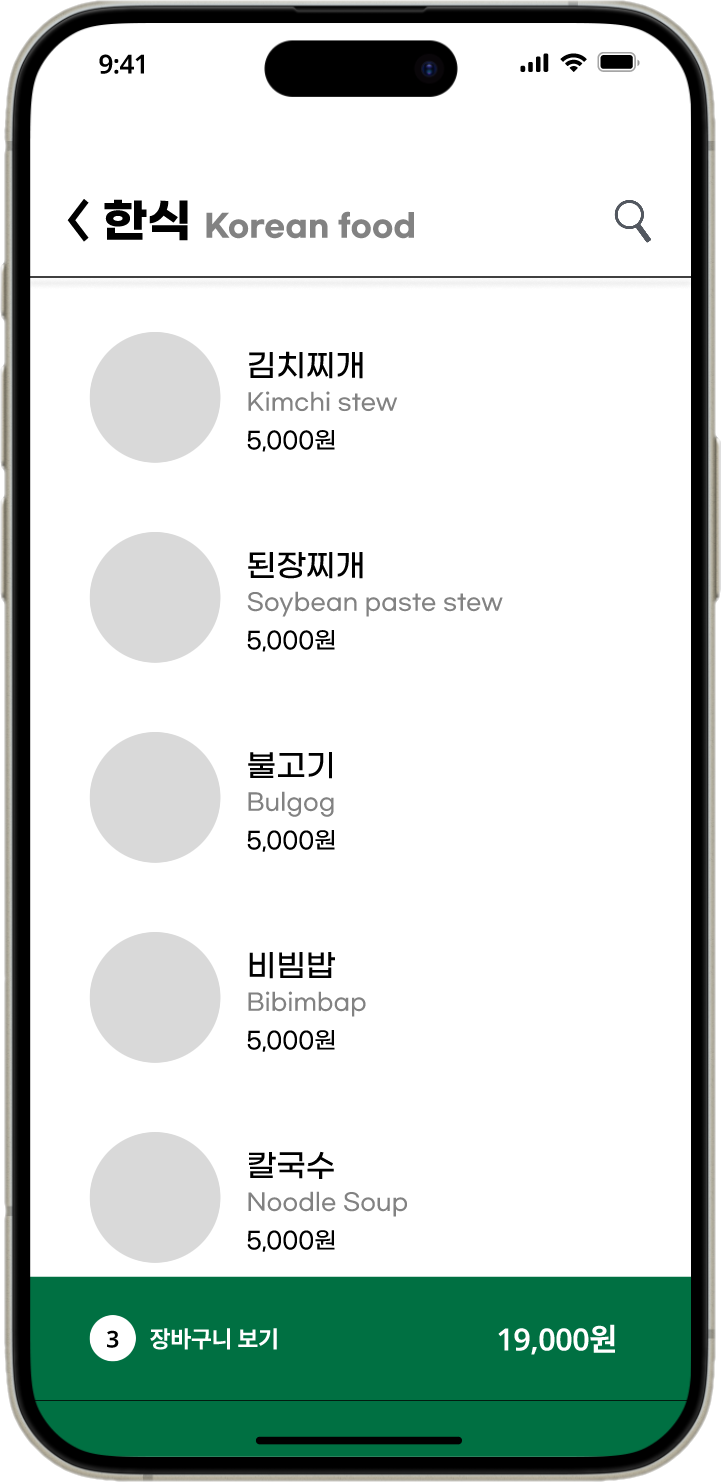 9:41
한식 Korean food
김치찌개
Kimchi stew
5,000원
된장찌개
Soybean paste stew
5,000원
불고기
Bulgog
5,000원
비빔밥
Bibimbap
5,000원
칼국수
Noodle Soup
5,000원
3 장바구니 보기 19,000원